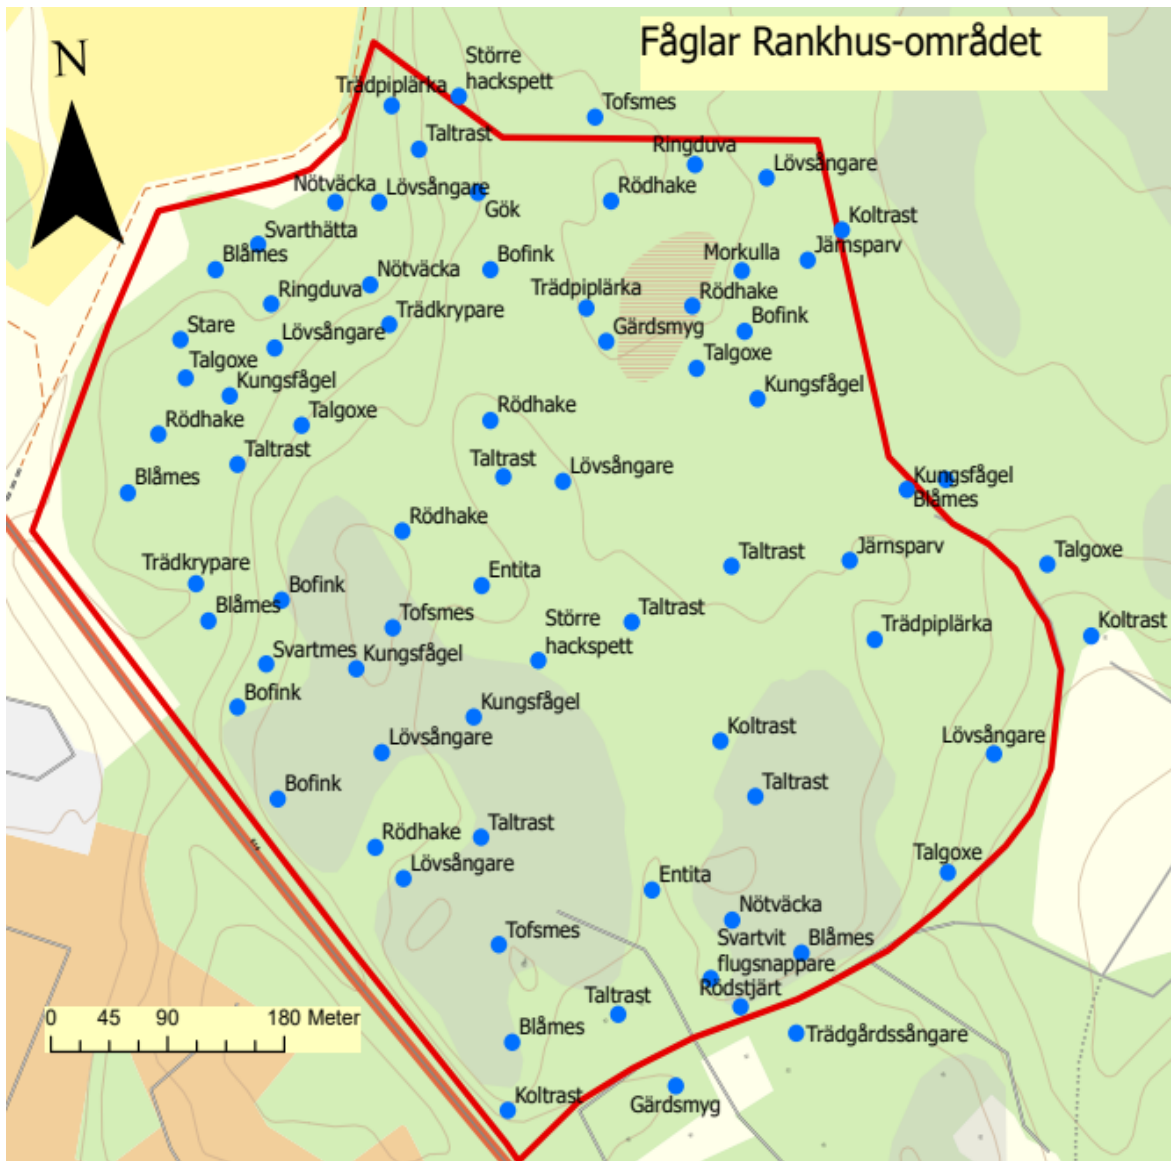 Fåglar Rankhus-området
N
Större
hackspett
Trädpiplärka
Tofsmes
Taltrast
Ringduva
Lövsångare
Nötväcka
Lövsångare
Gök
Rödhake
Svarthätta
Koltrast
Blåmes
Nötväcka
Bofink
Morkulla
Järnsparv
Ringduva
Trädkrypare
Trädpiplärka
Rödhake
Stare
Lövsångare
Gärdsmyg
Bofink
Talgoxe
Talgoxe
Kungsfågel
Kungsfågel
Rödhake
Talgoxe
Rödhake
Taltrast
Taltrast
Lövsångare
Blåmes
Kungsfågel
Blåmes
Rödhake
Trädkrypare
Entita
Taltrast
Järnsparv
Talgoxe
Bofink
Blåmes
Tofsmes
Större
hackspett
Taltrast
Trädpiplärka
Koltrast
Svartmes
Kungsfågel
Bofink
Kungsfågel
Koltrast
Lövsångare
Lövsångare
Bofink
Taltrast
Rödhake
Taltrast
Lövsångare
Entita
Talgoxe
Nötväcka
Tofsmes
Svartvit
flugsnappare
Blåmes
Rödstjärt
Taltrast
0 45 90 180 Meter
Blåmes
Trädgårdssångare
Koltrast
Gärdsmyg